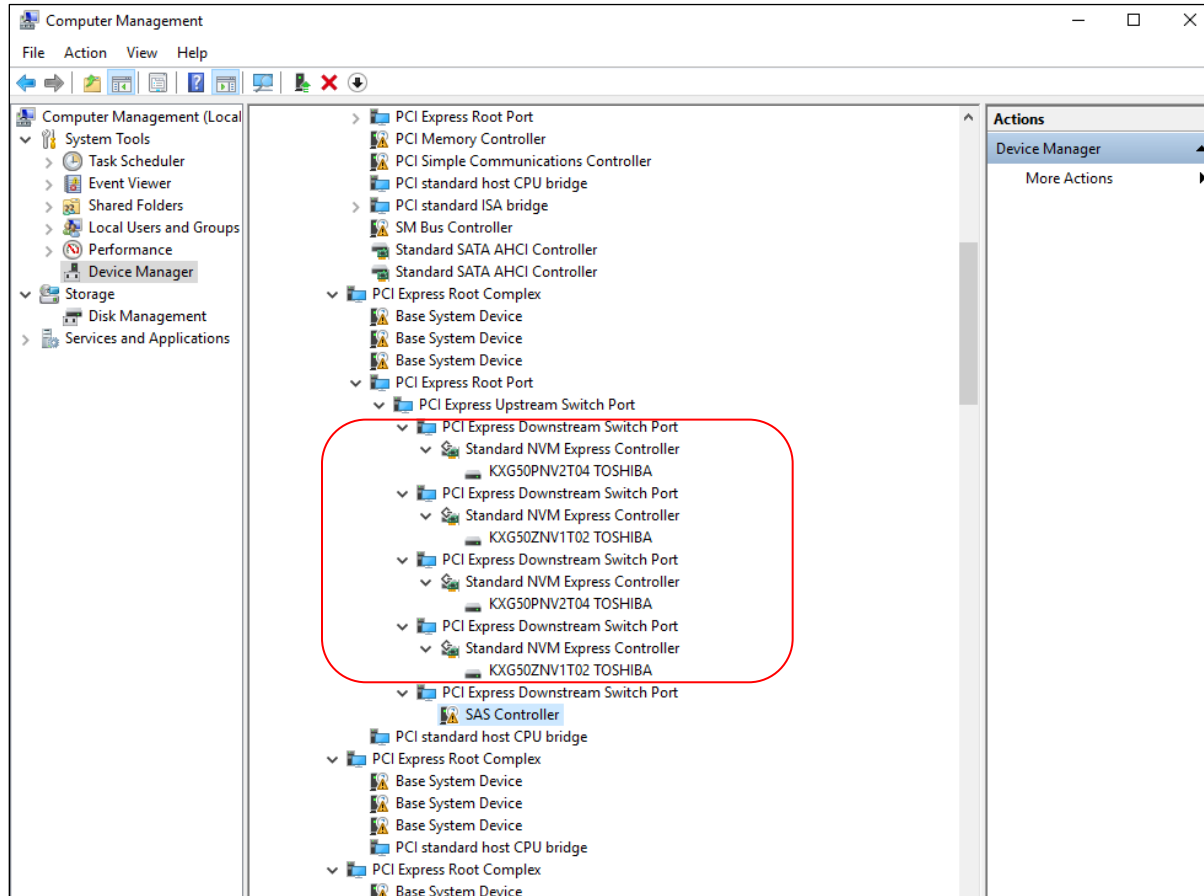 Computer Management
File Action View Help
Computer Management (Local
System Tools
Task Scheduler
Event Viewer
Shared Folders
Local Users and Groups
Performance
Device Manager
Storage
Disk Management
Services and Applications
PCI Express Root Port
PCI Memory Controller
PCI Simple Communications Controller
PCI standard host CPU bridge
PCI standard ISA bridge
SM Bus Controller
Standard SATA AHCI Controller
Standard SATA AHCI Controller
PCI Express Root Complex
Base System Device
Base System Device
Base System Device
PCI Express Root Port
PCI Express Upstream Switch Port
PCI Express Downstream Switch Port
Standard NVM Express Controller
KXG50PNV2T04 TOSHIBA
PCI Express Downstream Switch Port
Standard NVM Express Controller
KXG50ZNV1T02 TOSHIBA
PCI Express Downstream Switch Port
Standard NVM Express Controller
KXG50PNV2T04 TOSHIBA
PCI Express Downstream Switch Port
Standard NVM Express Controller
KXG50ZNV1T02 TOSHIBA
PCI Express Downstream Switch Port
SAS Controller
PCI standard host CPU bridge
PCI Express Root Complex
Base System Device
Base System Device
Base System Device
PCI standard host CPU bridge
PCI Express Root Complex
Base System Device
Actions
Device Manager
More Actions